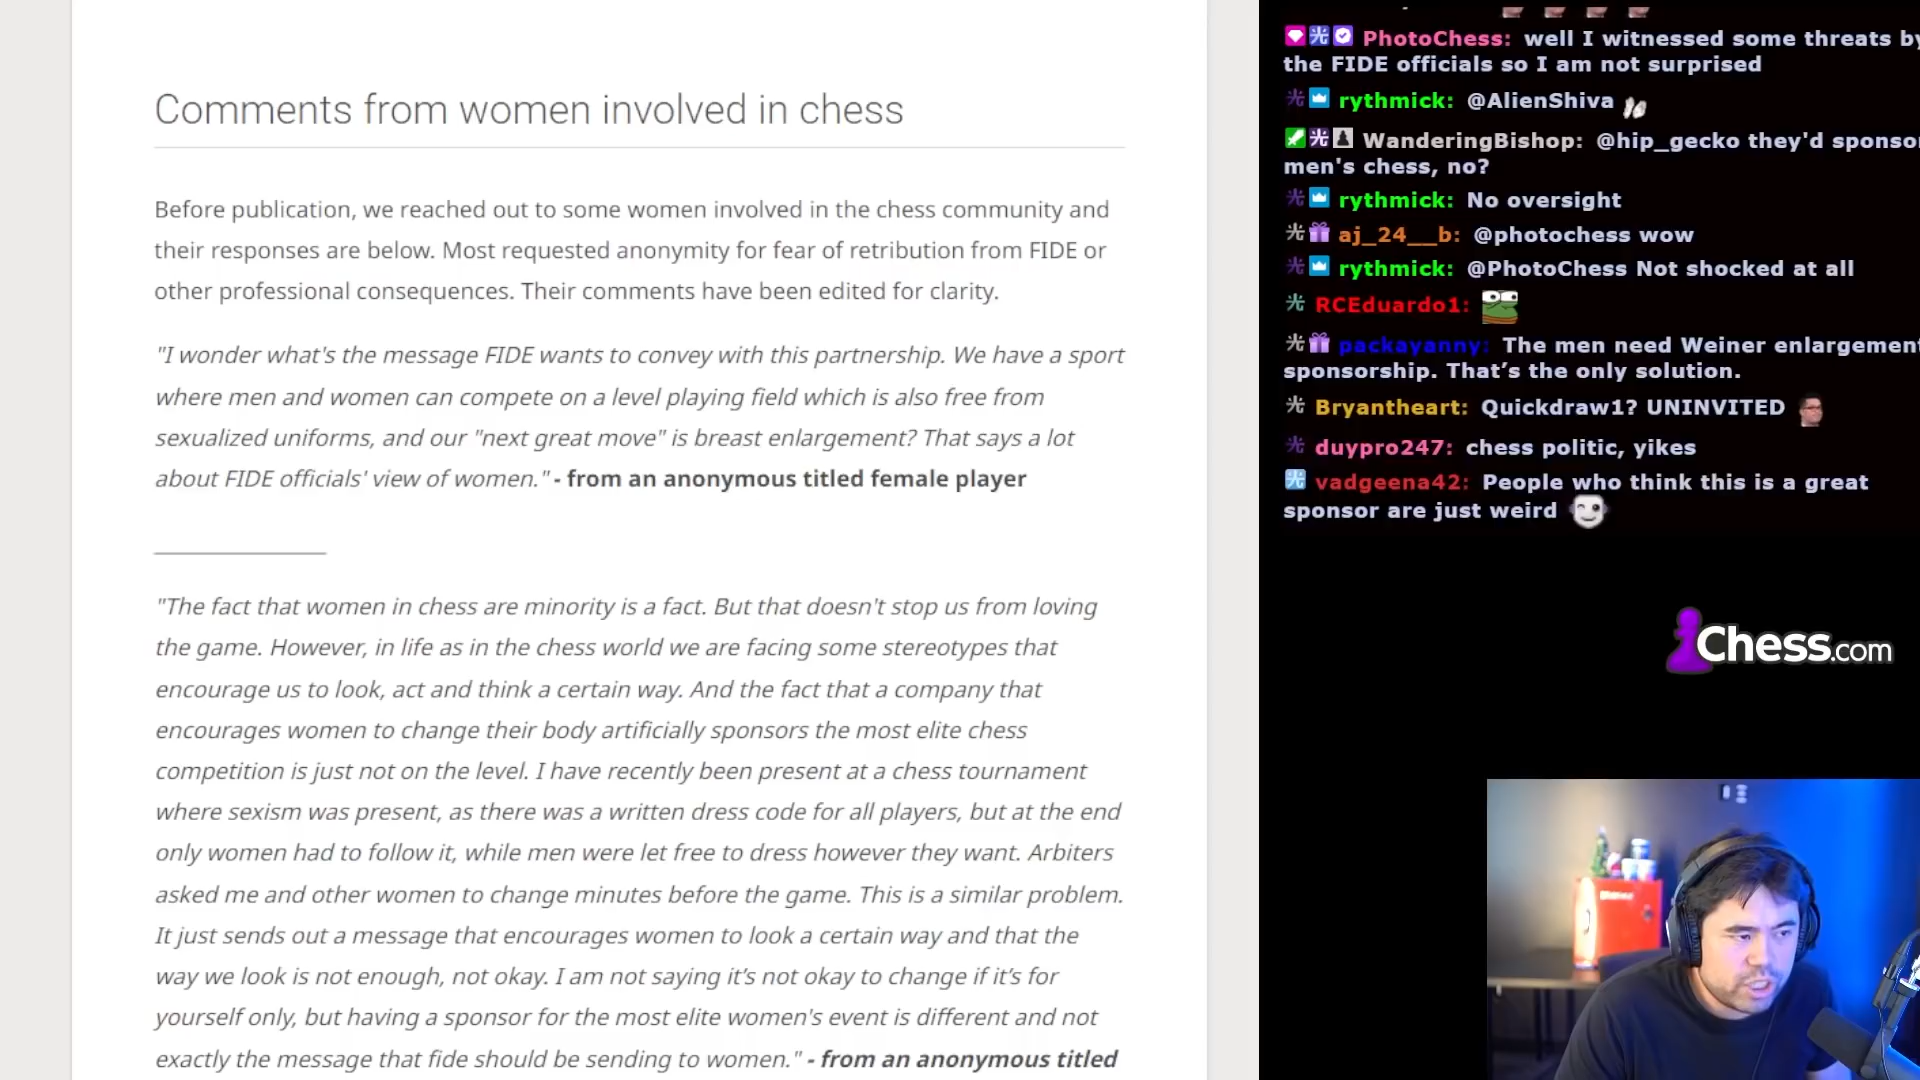 Comments from women involved in chess
Before publication, we reached out to some women involved in the chess community and
their responses are below. Most requested anonymity for fear of retribution from FIDE or
other professional consequences. Their comments have been edited for clarity.
"I wonder what's the message FIDE wants to convey with this partnership. We have a sport
where men and women can compete on a level playing field which is also free from
sexualized uniforms, and our "next great move" is breast enlargement? That says a lot
about FIDE officials' view of women." - from an anonymous titled female player
"The fact that women in chess are minority is a fact. But that doesn't stop us from loving
the game. However, in life as in the chess world we are facing some stereotypes that
encourage us to look, act and think a certain way. And the fact that a company that
encourages women to change their body artificially sponsors the most elite chess
competition is just not on the level. I have recently been present at a chess tournament
where sexism was present, as there was a written dress code for all players, but at the end
only women had to follow it, while men were let free to dress however they want. Arbiters
asked me and other women to change minutes before the game. This is a similar problem.
It just sends out a message that encourages women to look a certain way and that the
way we look is not enough, not okay. I am not saying it's not okay to change if it's for
yourself only, but having a sponsor for the most elite women's event is different and not
exactly the message that fide should be sending to women." - from an anonymous titled
PhotoChess: well I witnessed some threats by
the FIDE officials so I am not surprised
rythmick: @AlienShiva
WanderingBishop: @hip_gecko they'd sponsor
men's chess, no?
rythmick: No oversight
aj_24__b: @photochess wow
rythmick: @PhotoChess Not shocked at all
RCEduardo1:
packayanny: The men need Weiner enlargement
sponsorship. That's the only solution.
Bryantheart: Quickdraw1? UNINVITED
duypro247: chess politic, yikes
vadgeena42: People who think this is a great
sponsor are just weird
Chess.com